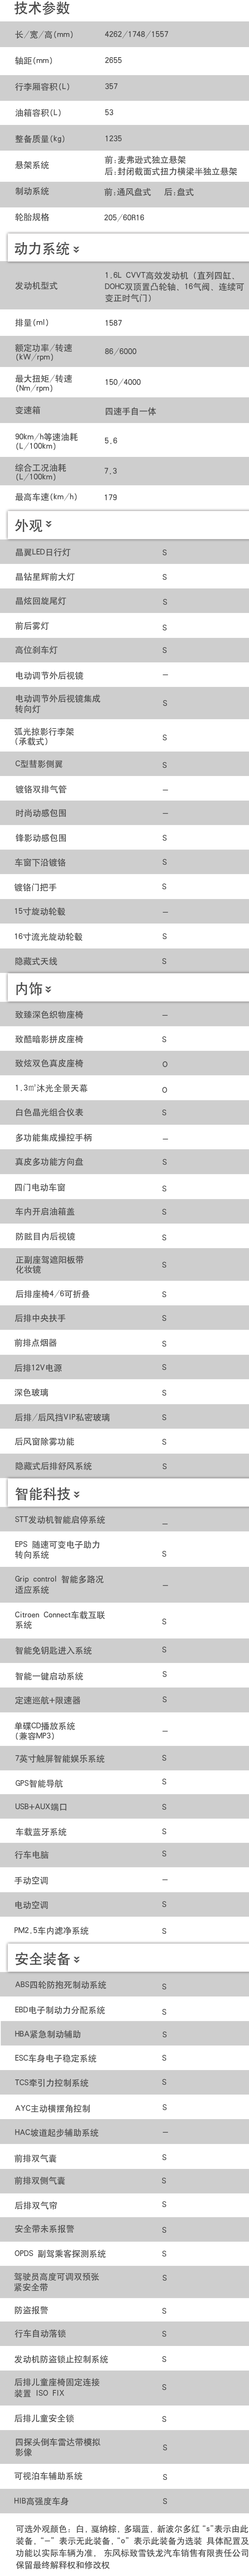 技术参数
长/宽/高(mm) 4262/1748/1557
轴距(mm) 2655
行李厢容积(L) 357
油箱容积(L) 53
整备质量(kg) 1235
悬架系统 前:麦弗逊式独立悬架
后:封闭截面式扭力横梁半独立悬架
制动系统 前:通风盘式 后:盘式
轮胎规格 205/60R16
动力系统
发动机型式 1.6L CVVT高效发动机（直列四缸，
DOHC双顶置凸轮轴、16气阀、连续可
变正时气门）
排量(ml) 1587
额定功率/转速
(kW/rpm) 86/6000
最大扭矩/转速
(Nm/rpm) 150/4000
变速箱 四速手自一体
90km/h等速油耗
(L/100km) 5.6
综合工况油耗
(L/100km) 7.3
最高车速(km/h) 179
外观
晶翼LED日行灯 S
晶钻星辉前大灯 S
晶炫回旋尾灯 S
前后雾灯 S
高位刹车灯 S
电动调节外后视镜 —
电动调节外后视镜集成
转向灯 S
弧光掠影行李架
(承载式) S
C型彗影侧翼 S
镀铬双排气管 —
时尚动感包围 —
锋影动感包围 S
车窗下沿镀铬 S
镀铬门把手 S
15寸旋动轮毂 —
16寸流光旋动轮毂 S
隐藏式天线 S
内饰
致臻深色织物座椅 —
致酷暗影拼皮座椅 S
致炫双色真皮座椅 O
1.3㎡沐光全景天幕 O
白色晶光组合仪表 S
多功能集成操控手柄 —
真皮多功能方向盘 S
四门电动车窗 S
车内开启油箱盖 S
防眩目内后视镜 S
正副座驾遮阳板带
化妆镜 S
后排座椅4/6可折叠 S
后排中央扶手 S
前排点烟器 S
后排12V电源 S
深色玻璃 S
后排/后风挡VIP私密玻璃 S
后风窗除雾功能 S
隐藏式后排舒风系统 S
智能科技
STT发动机智能启停系统 —
EPS 随速可变电子助力
转向系统 S
Grip control 智能多路况
适应系统 —
Citroen Connect车载互联
系统 S
智能免钥匙进入系统 S
智能一键启动系统 S
定速巡航+限速器 S
单碟CD播放系统
(兼容MP3) —
7英寸触屏智能娱乐系统 S
GPS智能导航 S
USB+AUX端口 S
车载蓝牙系统 S
行车电脑 S
手动空调 —
电动空调 S
PM2.5车内滤净系统 S
安全装备
ABS四轮防抱死制动系统 S
EBD电子制动力分配系统 S
HBA紧急制动辅助 S
ESC车身电子稳定系统 S
TCS牵引力控制系统 S
AYC主动横摆角控制 S
HAC坡道起步辅助系统 —
前排双气囊 S
前排双侧气囊 S
后排双气帘 S
安全带未系报警 S
OPDS 副驾乘客探测系统 S
驾驶员高度可调双预张
紧安全带 S
防盗报警 S
行车自动落锁 S
发动机防盗锁止控制系统 S
后排儿童座椅固定连接
装置 ISO FIX S
后排儿童安全锁 S
四探头倒车雷达带模拟
影像 S
可视泊车辅助系统 S
HIB高强度车身 S
可选外观颜色：白，戛纳棕，多瑙蓝，新波尔多红 "s"表示由此
装备，"—" 表示无此装备，"o" 表示此装备为选装 具体配置及
功能以实际车辆为准， 东风标致雪铁龙汽车销售有限责任公司
保留最终解释权和修改权